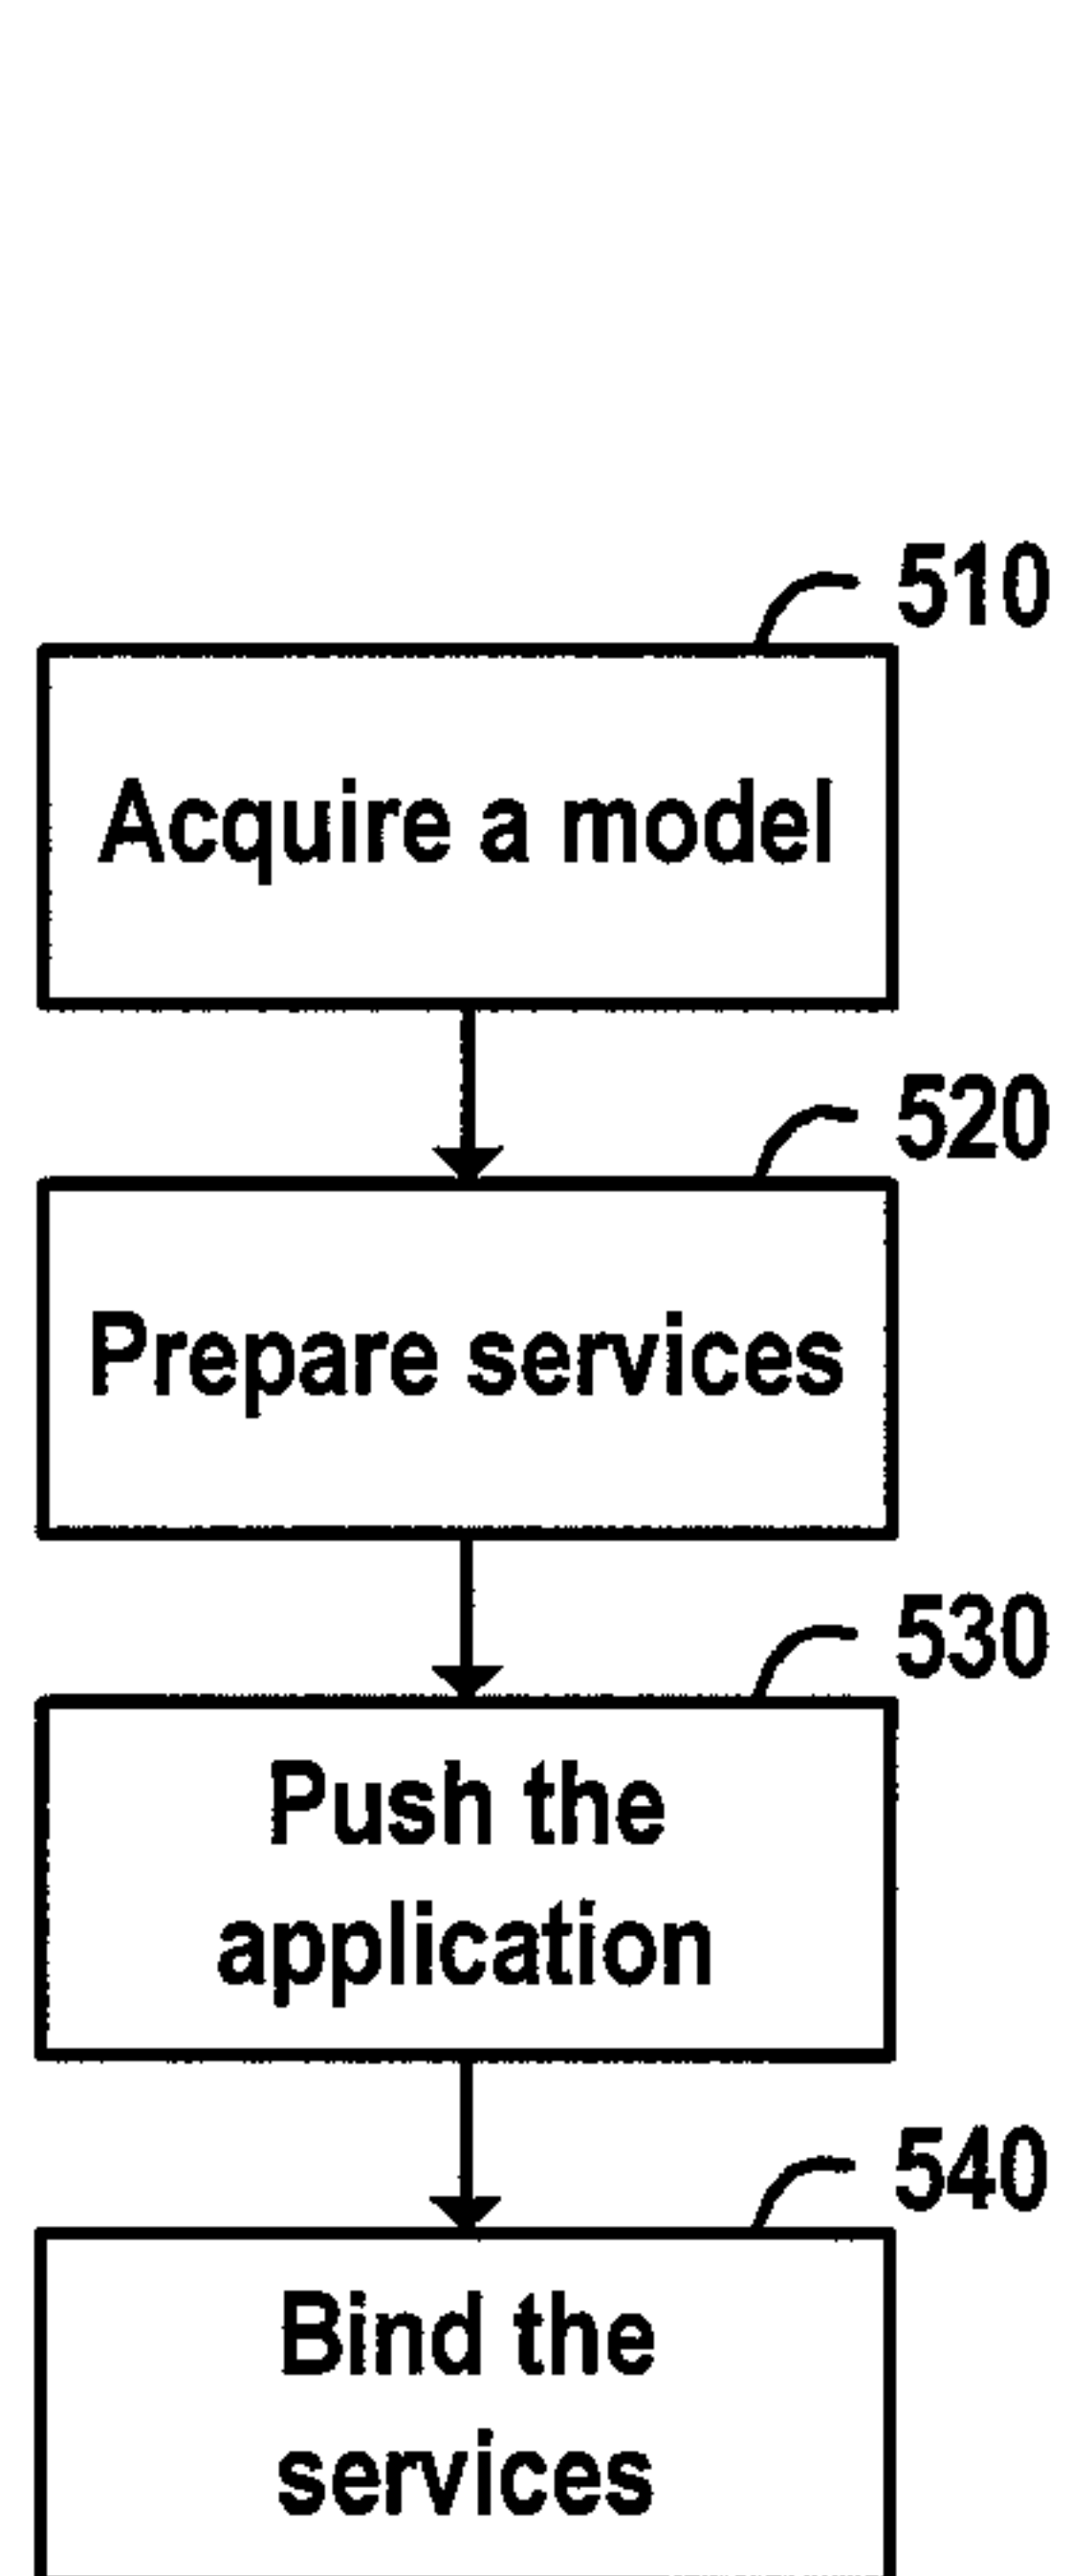 510
Acquire a model
520
Prepare services
530
Push the
application
540
Bind the
services